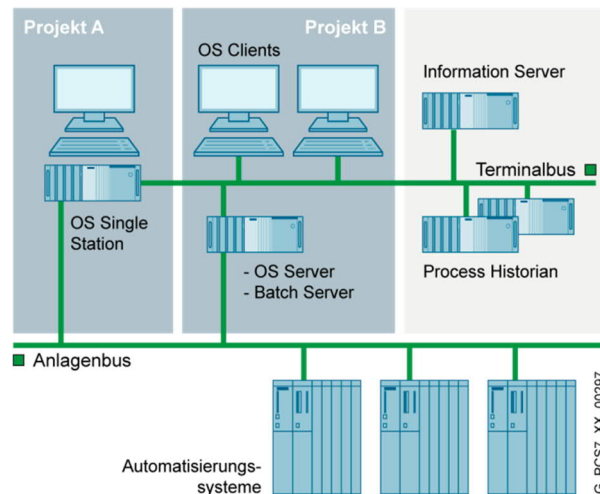 Projekt A
Projekt B
OS Clients
Information Server
Terminalbus
OS Single
Station
- OS Server
- Batch Server
Process Historian
Anlagenbus
Automatisierungs-
systeme
G_PCS7_XX_00297